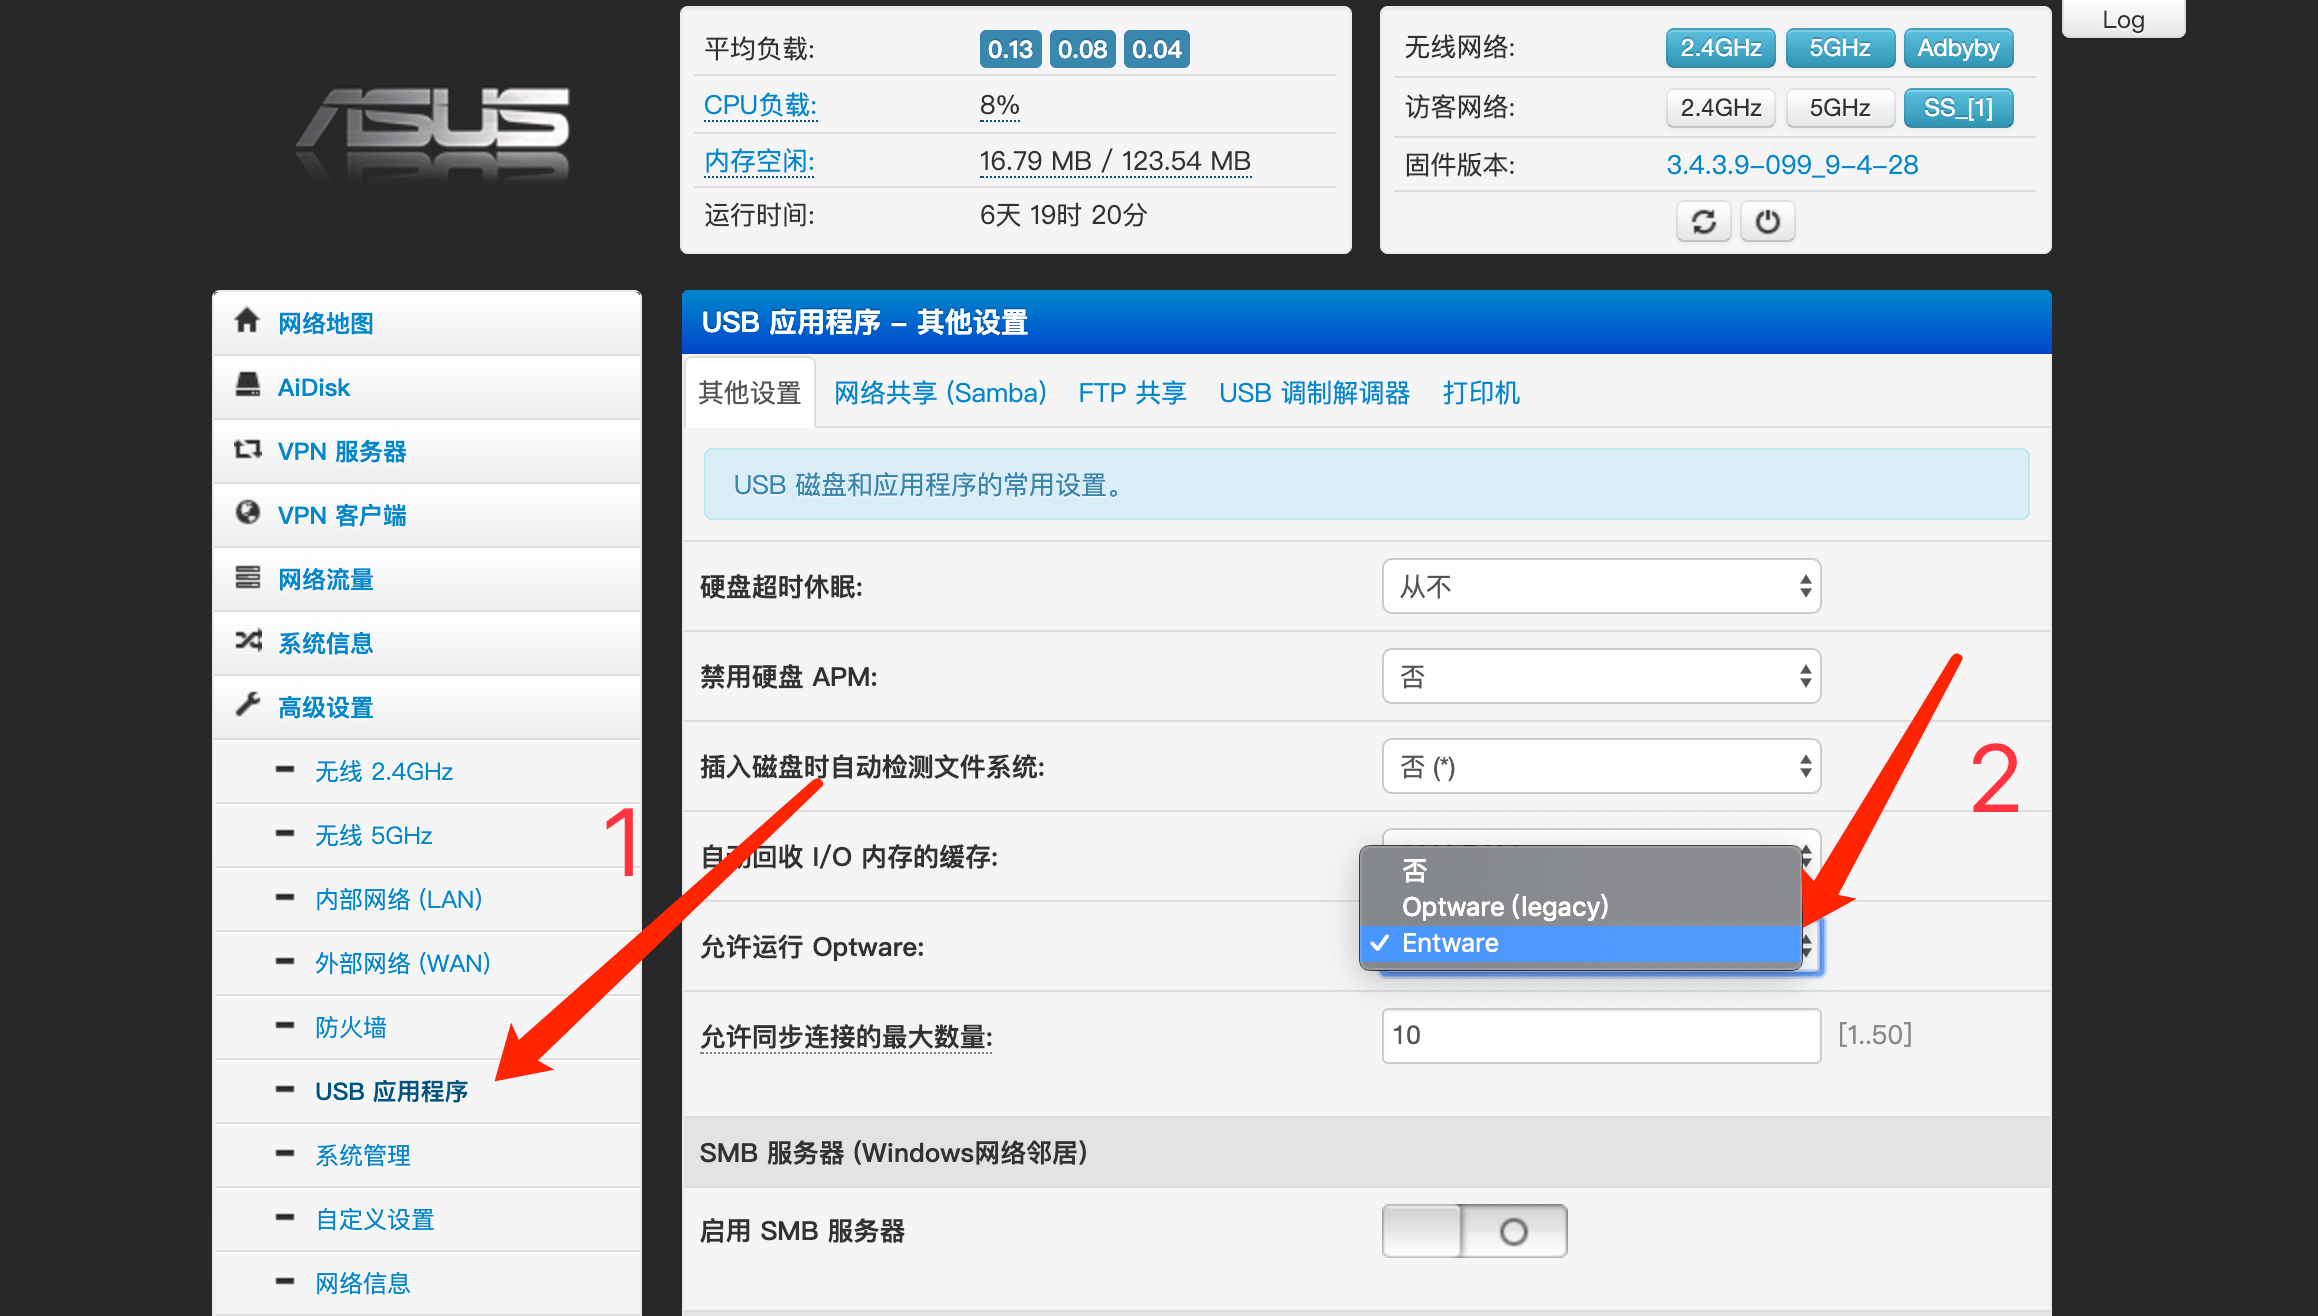 ASUS
平均负载: 0.13 0.08 0.04
CPU负载: 8%
内存空闲: 16.79 MB / 123.54 MB
运行时间: 6天 19时 20分
无线网络: 2.4GHz 5GHz Adbyby
访客网络: 2.4GHz 5GHz SS_[1]
固件版本: 3.4.3.9-099_9-4-28
Log
网络地图
AiDisk
VPN 服务器
VPN 客户端
网络流量
系统信息
高级设置
无线 2.4GHz
无线 5GHz
内部网络 (LAN)
外部网络 (WAN)
防火墙
USB 应用程序
系统管理
自定义设置
网络信息
1
USB 应用程序 - 其他设置
其他设置 网络共享 (Samba) FTP 共享 USB 调制解调器 打印机
USB 磁盘和应用程序的常用设置。
硬盘超时休眠: 从不
禁用硬盘 APM: 否
插入磁盘时自动检测文件系统: 否 (*)
2
自动回收 I/O 内存的缓存:
否
Optware (legacy)
允许运行 Optware: ✓ Entware
允许同步连接的最大数量: 10 [1..50]
SMB 服务器 (Windows网络邻居)
启用 SMB 服务器